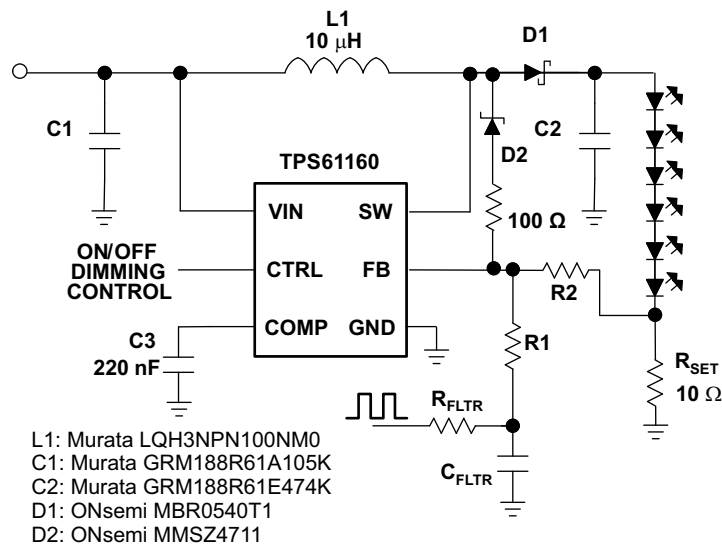 L1
10 μH
D1
C1
C2
D2
TPS61160
100 Ω
VIN
SW
ON/OFF
DIMMING
CONTROL
CTRL
FB
R2
COMP
GND
C3
220 nF
R1
RSET
10 Ω
RFLTR
CFLTR
L1: Murata LQH3NPN100NM0
C1: Murata GRM188R61A105K
C2: Murata GRM188R61E474K
D1: ONsemi MBR0540T1
D2: ONsemi MMSZ4711